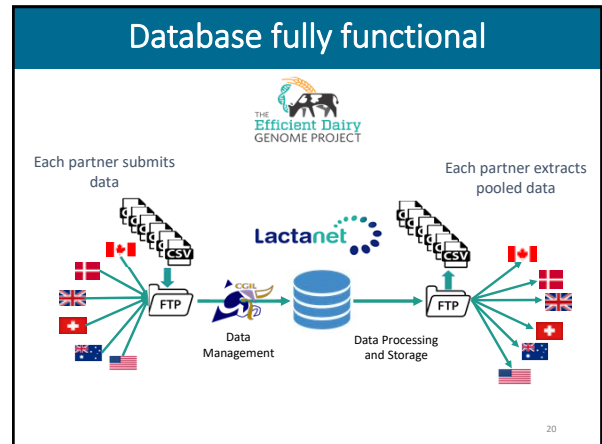 Database fully functional
THE
Efficient Dairy
GENOME PROJECT
Each partner submits
data
Each partner extracts
pooled data
CSV
CSV
Lactanet
FTP
CGIL
FTP
Data
Management
Data Processing
and Storage
20